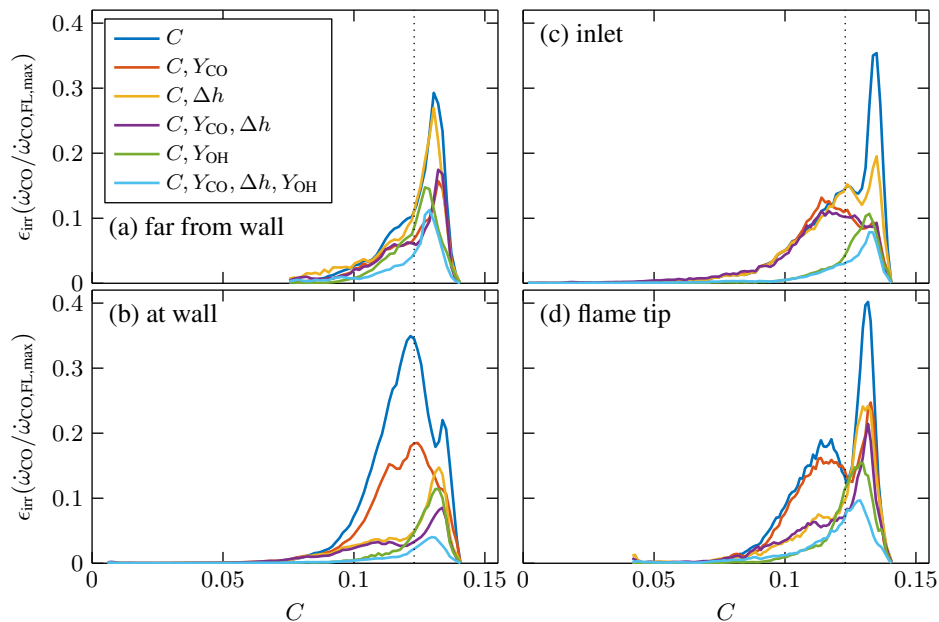 0.4
0.3
0.2
0.1
0
ϵ_irr(ω̇_CO/ω̇_CO,FL,max)
C
C, Y_CO
C, Δh
C, Y_CO, Δh
C, Y_OH
C, Y_CO, Δh, Y_OH
(a) far from wall
(c) inlet
0.4
0.3
0.2
0.1
0
ϵ_irr(ω̇_CO/ω̇_CO,FL,max)
(b) at wall
(d) flame tip
0 0.05 0.1 0.15
0.05 0.1 0.15
C
C